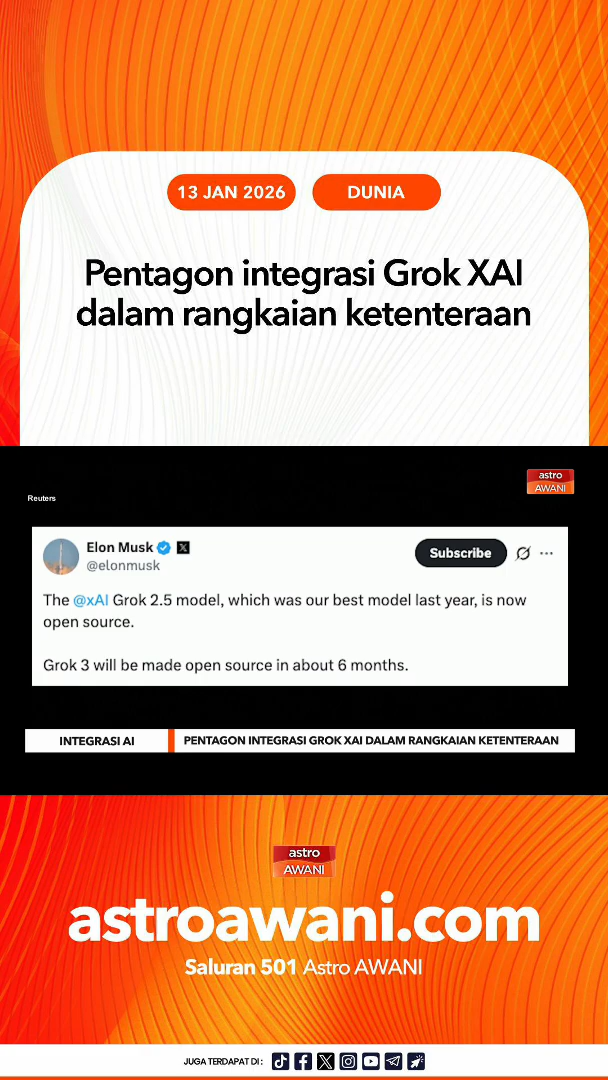 13 JAN 2026
DUNIA
Pentagon integrasi Grok XAI
dalam rangkaian ketenteraan
astro
AWANI
Reuters
Elon Musk
@elonmusk
Subscribe
The @xAI Grok 2.5 model, which was our best model last year, is now
open source.
Grok 3 will be made open source in about 6 months.
INTEGRASI AI
PENTAGON INTEGRASI GROK XAI DALAM RANGKAIAN KETENTERAAN
astro
AWANI
astroawani.com
Saluran 501 Astro AWANI
JUGA TERDAPAT DI :